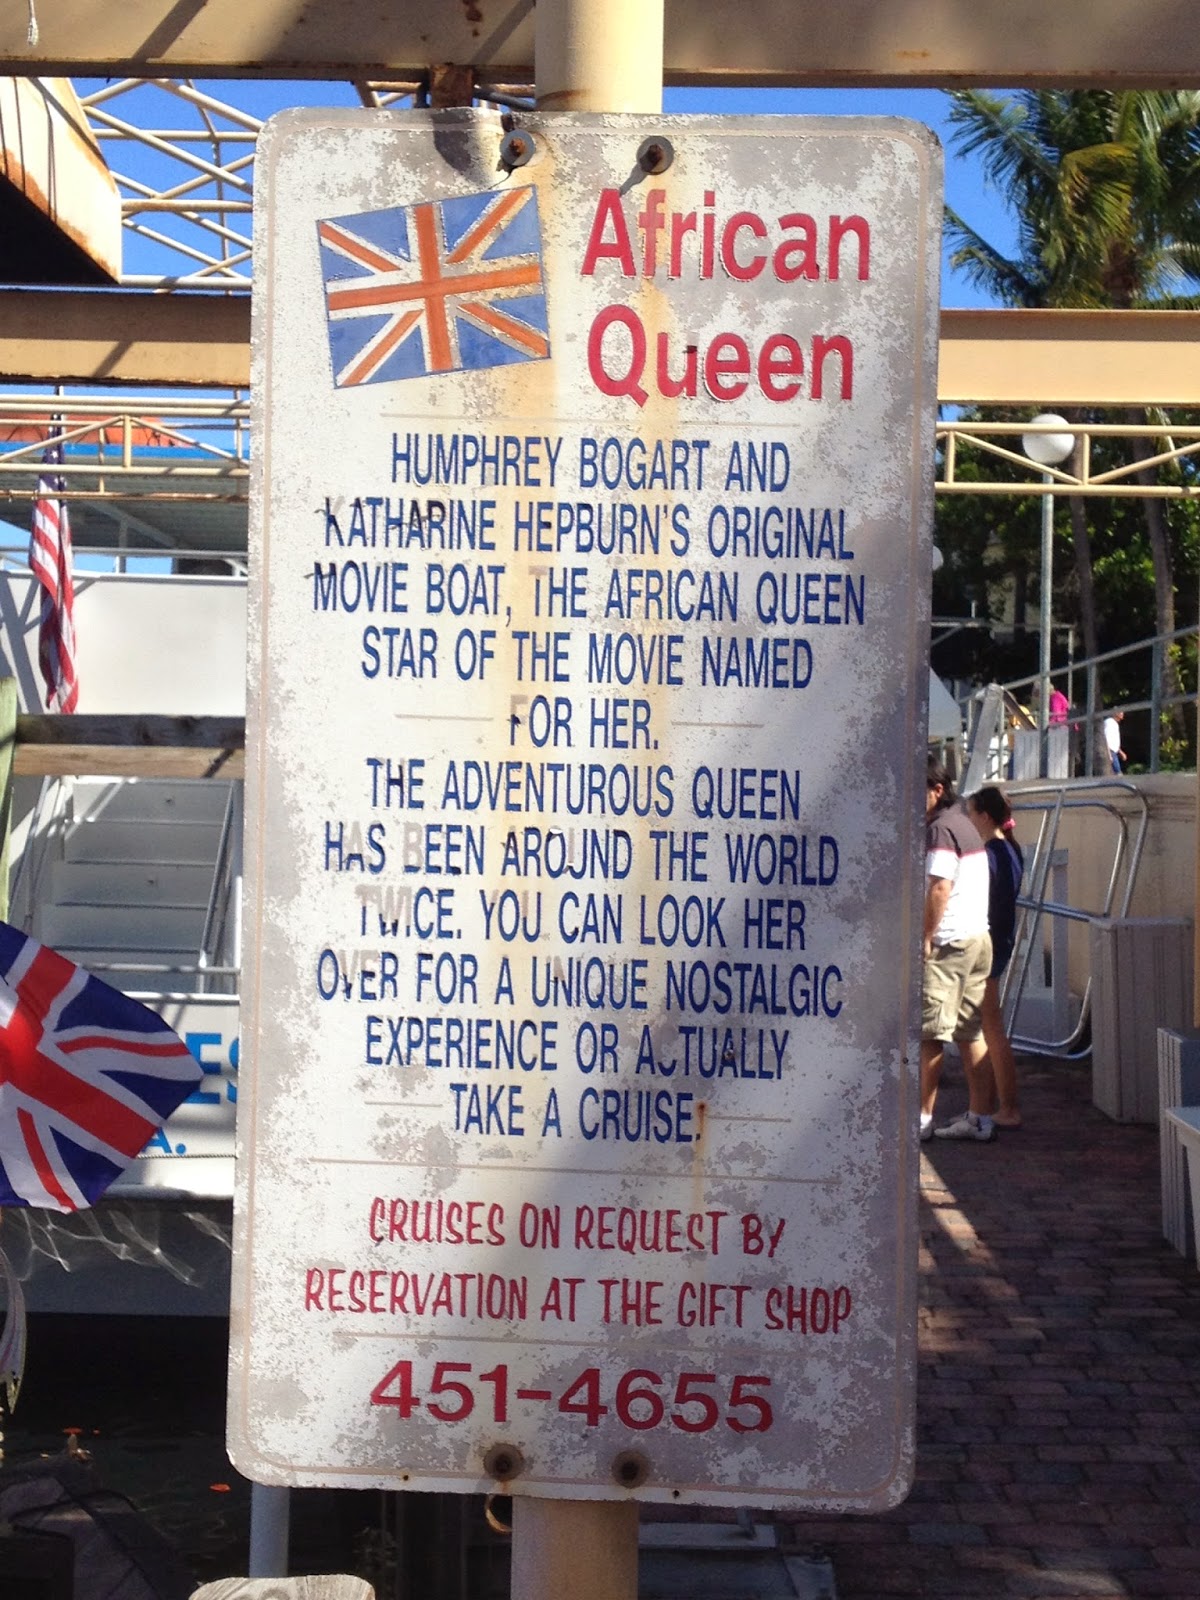 African
Queen
HUMPHREY BOGART AND
KATHARINE HEPBURN'S ORIGINAL
MOVIE BOAT, THE AFRICAN QUEEN
STAR OF THE MOVIE NAMED
FOR HER.
THE ADVENTUROUS QUEEN
HAS BEEN AROUND THE WORLD
TWICE. YOU CAN LOOK HER
OVER FOR A UNIQUE NOSTALGIC
EXPERIENCE OR ACTUALLY
TAKE A CRUISE.
CRUISES ON REQUEST BY
RESERVATION AT THE GIFT SHOP
451-4655